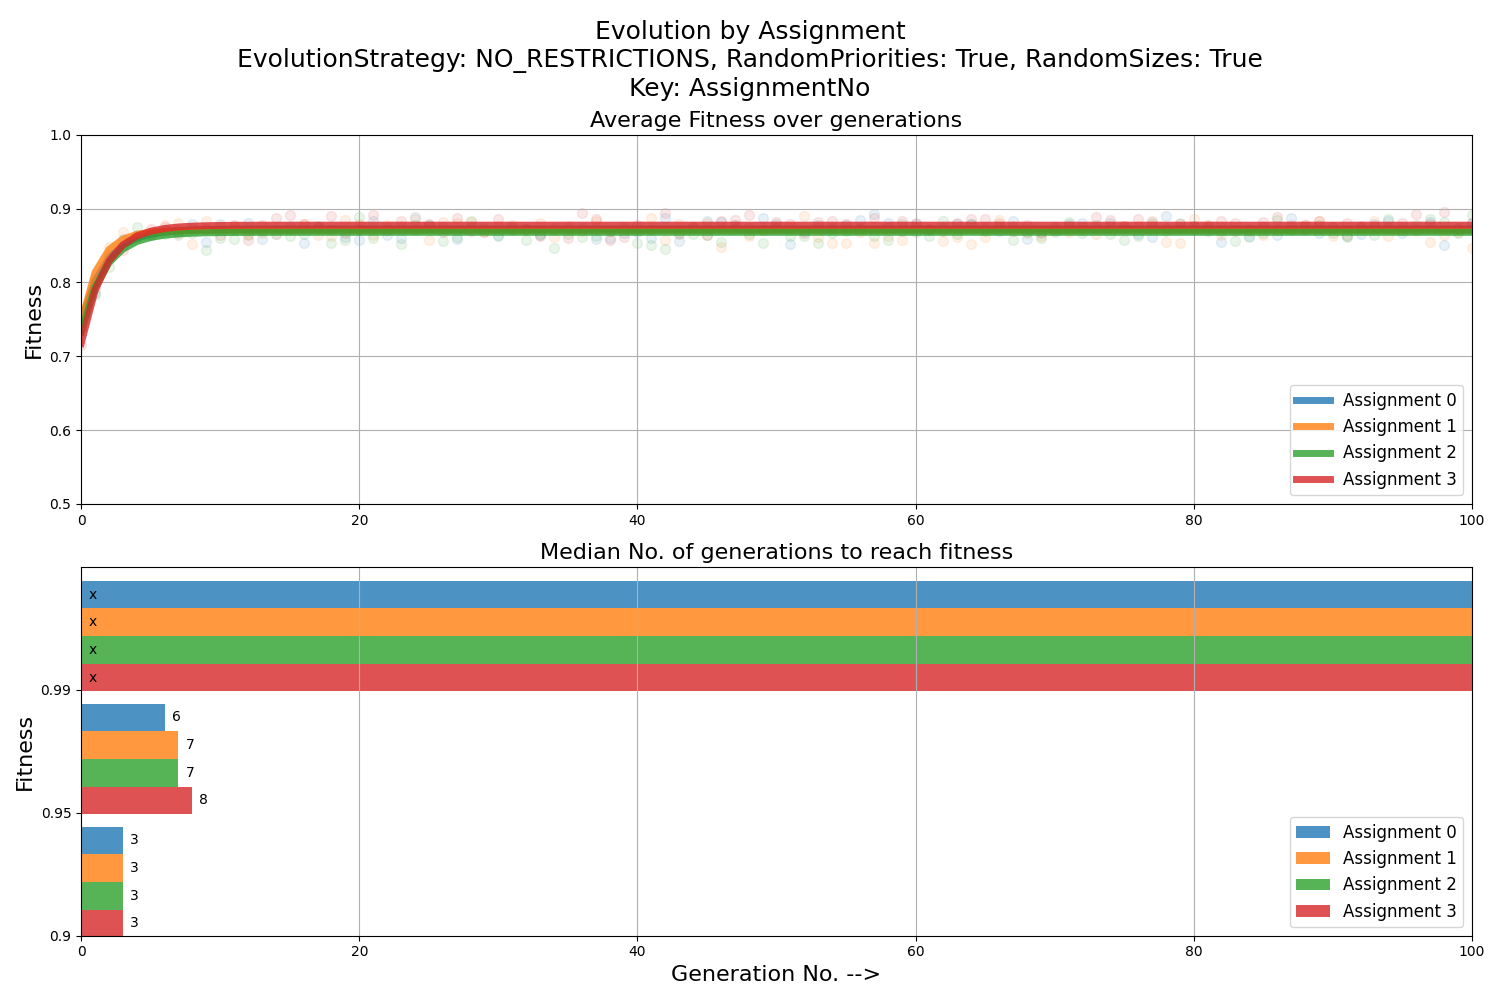 Evolution by Assignment
EvolutionStrategy: NO_RESTRICTIONS, RandomPriorities: True, RandomSizes: True
Key: AssignmentNo
Average Fitness over generations
1.0
0.9
0.8
0.7
0.6
0.5
Fitness
0 20 40 60 80 100
Assignment 0
Assignment 1
Assignment 2
Assignment 3
Median No. of generations to reach fitness
x
x
x
x
0.99
6
7
7
8
0.95
3
3
3
3
0.9
Fitness
Assignment 0
Assignment 1
Assignment 2
Assignment 3
0 20 40 60 80 100
Generation No. -->